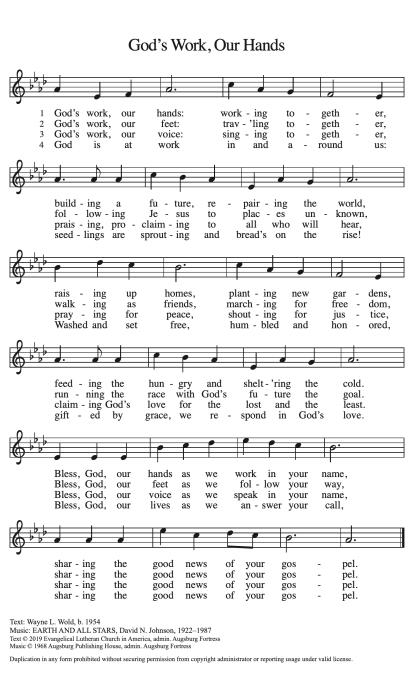 God's Work, Our Hands
1 God's work, our hands: work - ing to - geth - er,
2 God's work, our feet: trav - 'ling to - geth - er,
3 God's work, our voice: sing - ing to - geth - er,
4 God is at work in and a - round us:
build - ing a fu - ture, re - pair - ing the world,
fol - low - ing Je - sus to plac - es un - known,
prais - ing, pro - claim - ing to all who will hear,
seed - lings are sprout - ing and bread's on the rise!
rais - ing up homes, plant - ing new gar - dens,
walk - ing as friends, march - ing for free - dom,
pray - ing for peace, shout - ing for jus - tice,
Washed and set free, hum - bled and hon - ored,
feed - ing the hun - gry and shelt - 'ring the cold.
run - ning the race with God's fu - ture the goal.
claim - ing God's love for the lost and the least.
gift - ed by grace, we re - spond in God's love.
Bless, God, our hands as we work in your name,
Bless, God, our feet as we fol - low your way,
Bless, God, our voice as we speak in your name,
Bless, God, our lives as we an - swer your call,
shar - ing the good news of your gos - pel.
shar - ing the good news of your gos - pel.
shar - ing the good news of your gos - pel.
shar - ing the good news of your gos - pel.
Text: Wayne L. Wold, b. 1954
Music: EARTH AND ALL STARS, David N. Johnson, 1922–1987
Text © 2019 Evangelical Lutheran Church in America, admin. Augsburg Fortress
Music © 1968 Augsburg Publishing House, admin. Augsburg Fortress
Duplication in any form prohibited without securing permission from copyright administrator or reporting usage under valid license.